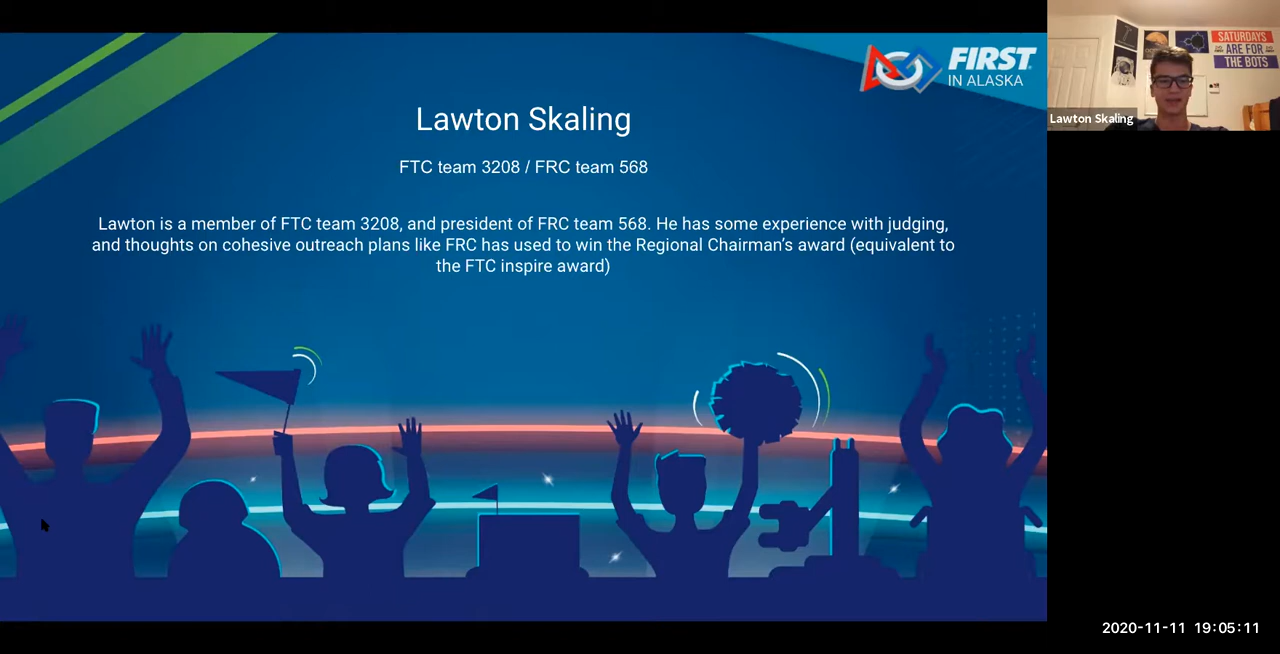 FIRST
IN ALASKA
Lawton Skaling
FTC team 3208 / FRC team 568
Lawton is a member of FTC team 3208, and president of FRC team 568. He has some experience with judging,
and thoughts on cohesive outreach plans like FRC has used to win the Regional Chairman's award (equivalent to
the FTC inspire award)
SATURDAYS
ARE FOR
THE BOTS
Lawton Skaling
2020-11-11 19:05:11